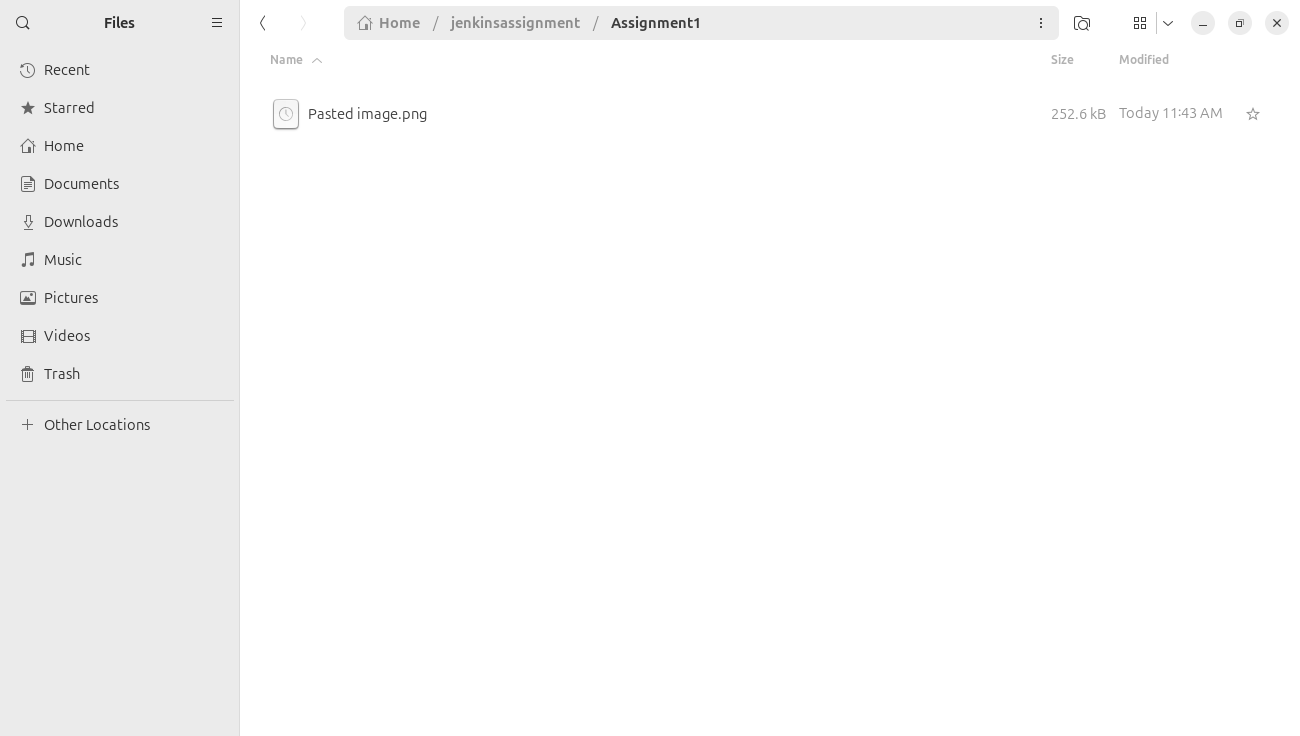 Files
Home / jenkinsassignment / Assignment1
Recent
Starred
Home
Documents
Downloads
Music
Pictures
Videos
Trash
Other Locations
Name Size Modified
Pasted image.png 252.6 kB Today 11:43 AM